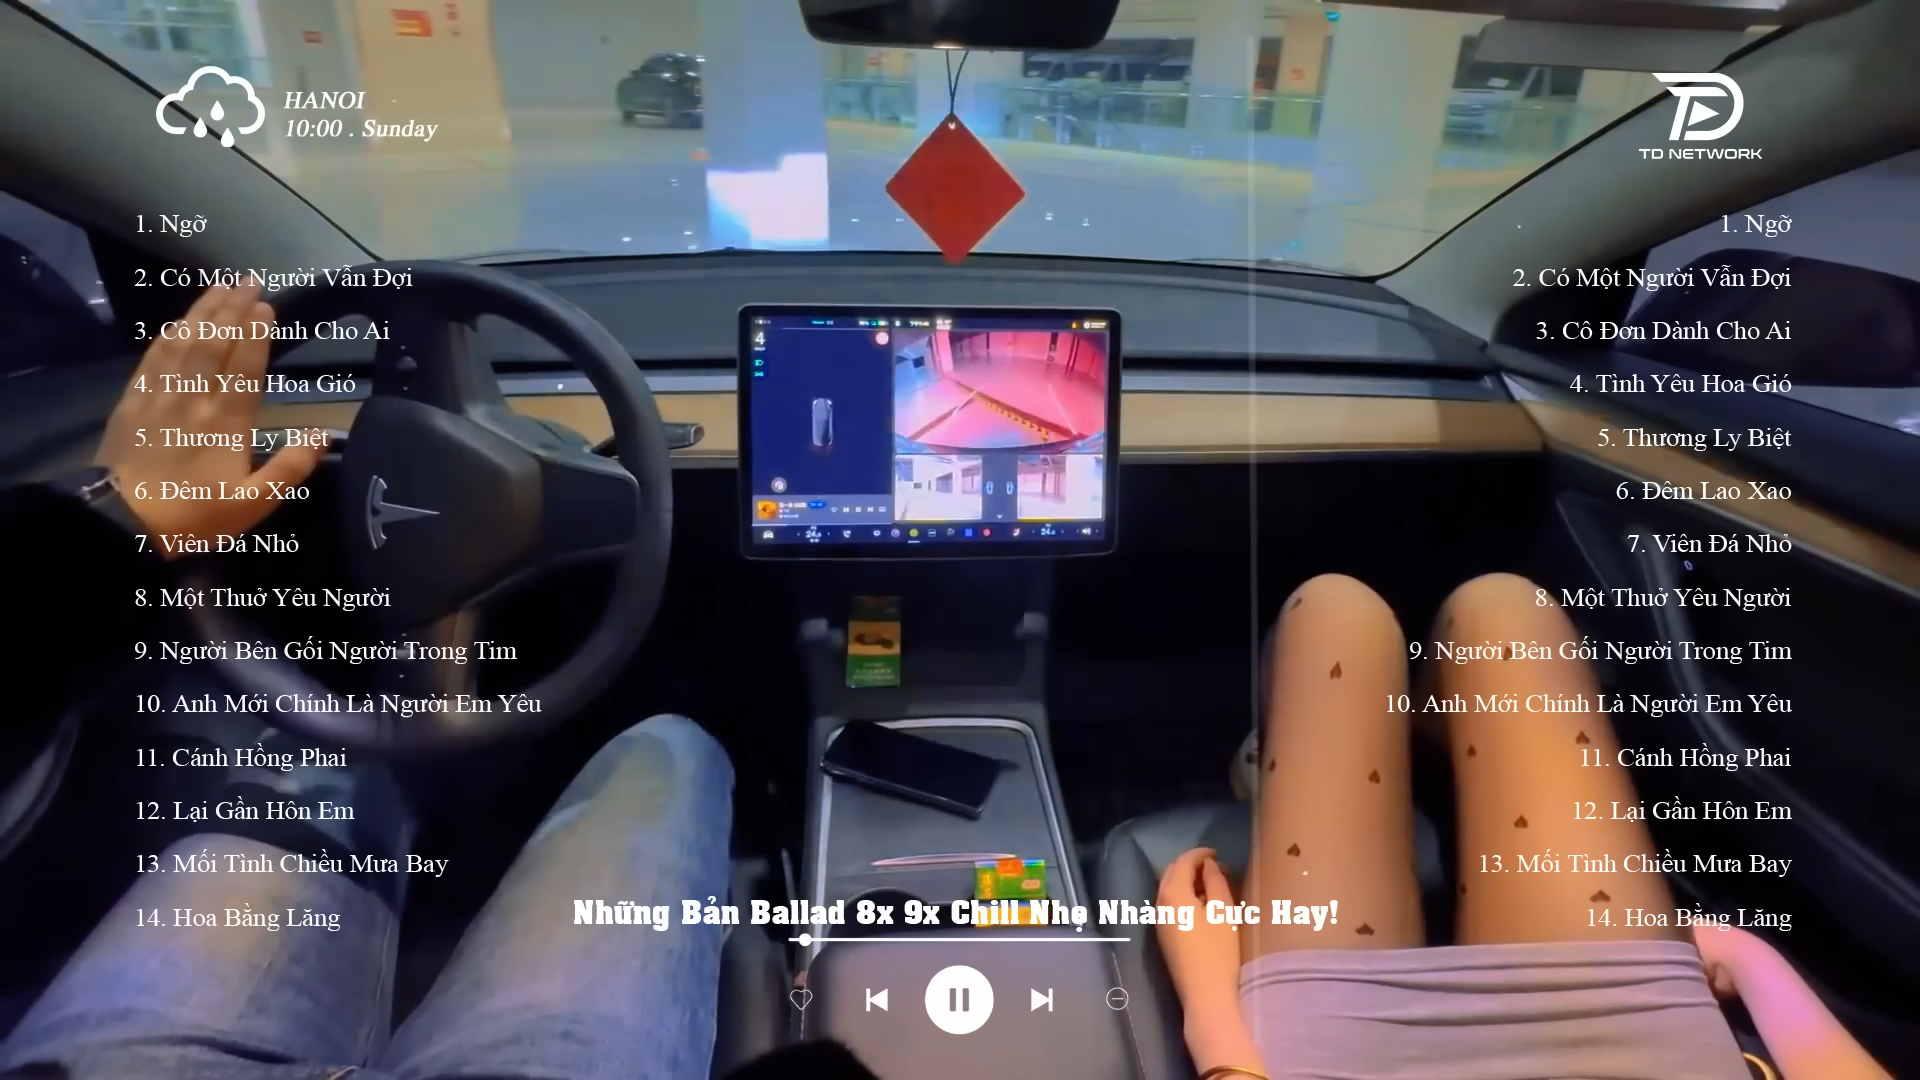 HANOI
10:00 . Sunday
TD NETWORK
1. Ngỡ
2. Có Một Người Vẫn Đợi
3. Cô Đơn Dành Cho Ai
4. Tình Yêu Hoa Gió
5. Thương Ly Biệt
6. Đêm Lao Xao
7. Viên Đá Nhỏ
8. Một Thuở Yêu Người
9. Người Bên Gối Người Trong Tim
10. Anh Mới Chính Là Người Em Yêu
11. Cánh Hồng Phai
12. Lại Gần Hôn Em
13. Mối Tình Chiều Mưa Bay
14. Hoa Bằng Lăng
1. Ngỡ
2. Có Một Người Vẫn Đợi
3. Cô Đơn Dành Cho Ai
4. Tình Yêu Hoa Gió
5. Thương Ly Biệt
6. Đêm Lao Xao
7. Viên Đá Nhỏ
8. Một Thuở Yêu Người
9. Người Bên Gối Người Trong Tim
10. Anh Mới Chính Là Người Em Yêu
11. Cánh Hồng Phai
12. Lại Gần Hôn Em
13. Mối Tình Chiều Mưa Bay
14. Hoa Bằng Lăng
4
Những Bản Ballad 8x 9x Chill Nhẹ Nhàng Cực Hay!